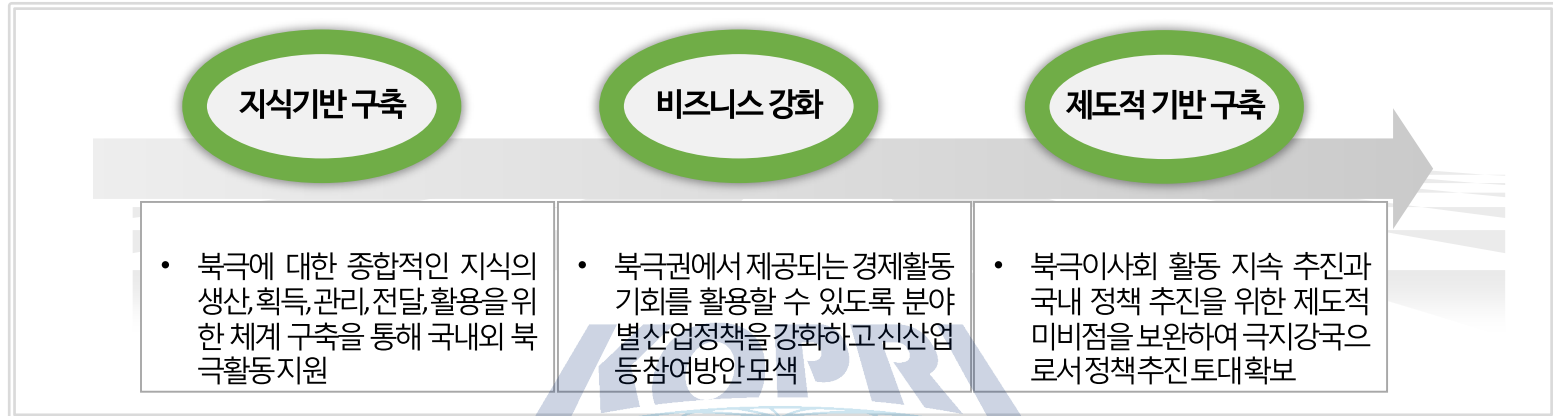 지식기반 구축
비즈니스 강화
제도적 기반 구축
• 북극에 대한 종합적인 지식의
생산, 획득, 관리, 전달, 활용을 위
한 체계 구축을 통해 국내외 북
극활동 지원
• 북극권에서 제공되는 경제활동
기회를 활용할 수 있도록 분야
별 산업정책을 강화하고 신산업
등 참여방안 모색
• 북극이사회 활동 지속 추진과
국내 정책 추진을 위한 제도적
미비점을 보완하여 극지강국으
로서 정책 추진 토대 확보
KOPRI